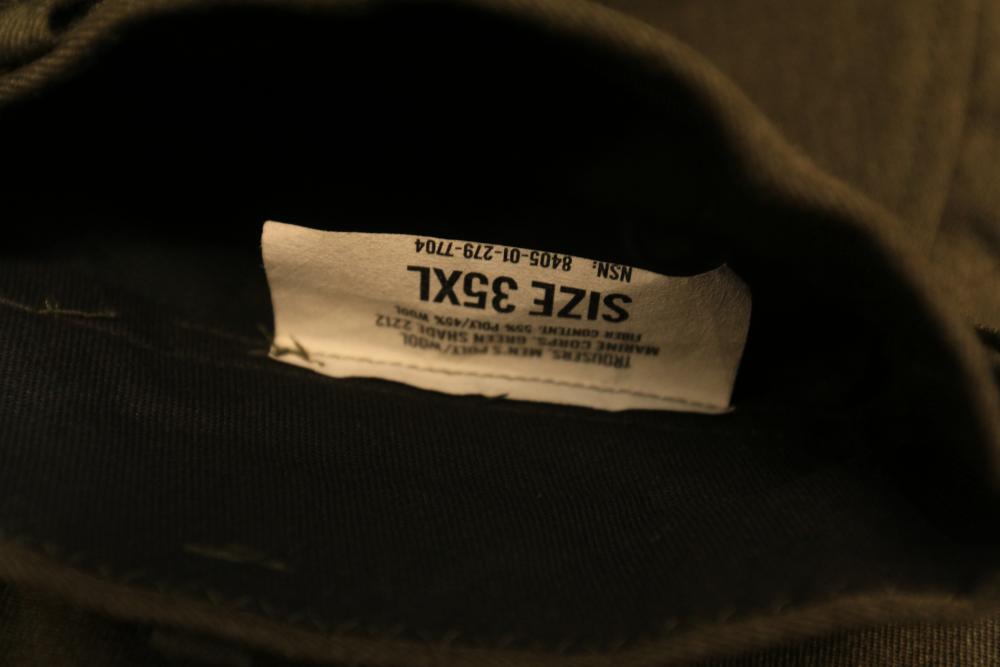 TROUSERS, MEN'S POLY/WOOL
MARINE CORPS, GREEN SHADE 2212
FIBER CONTENT: 55% POLY/45% WOOL
SIZE 35XL
NSN: 8405-01-279-7704